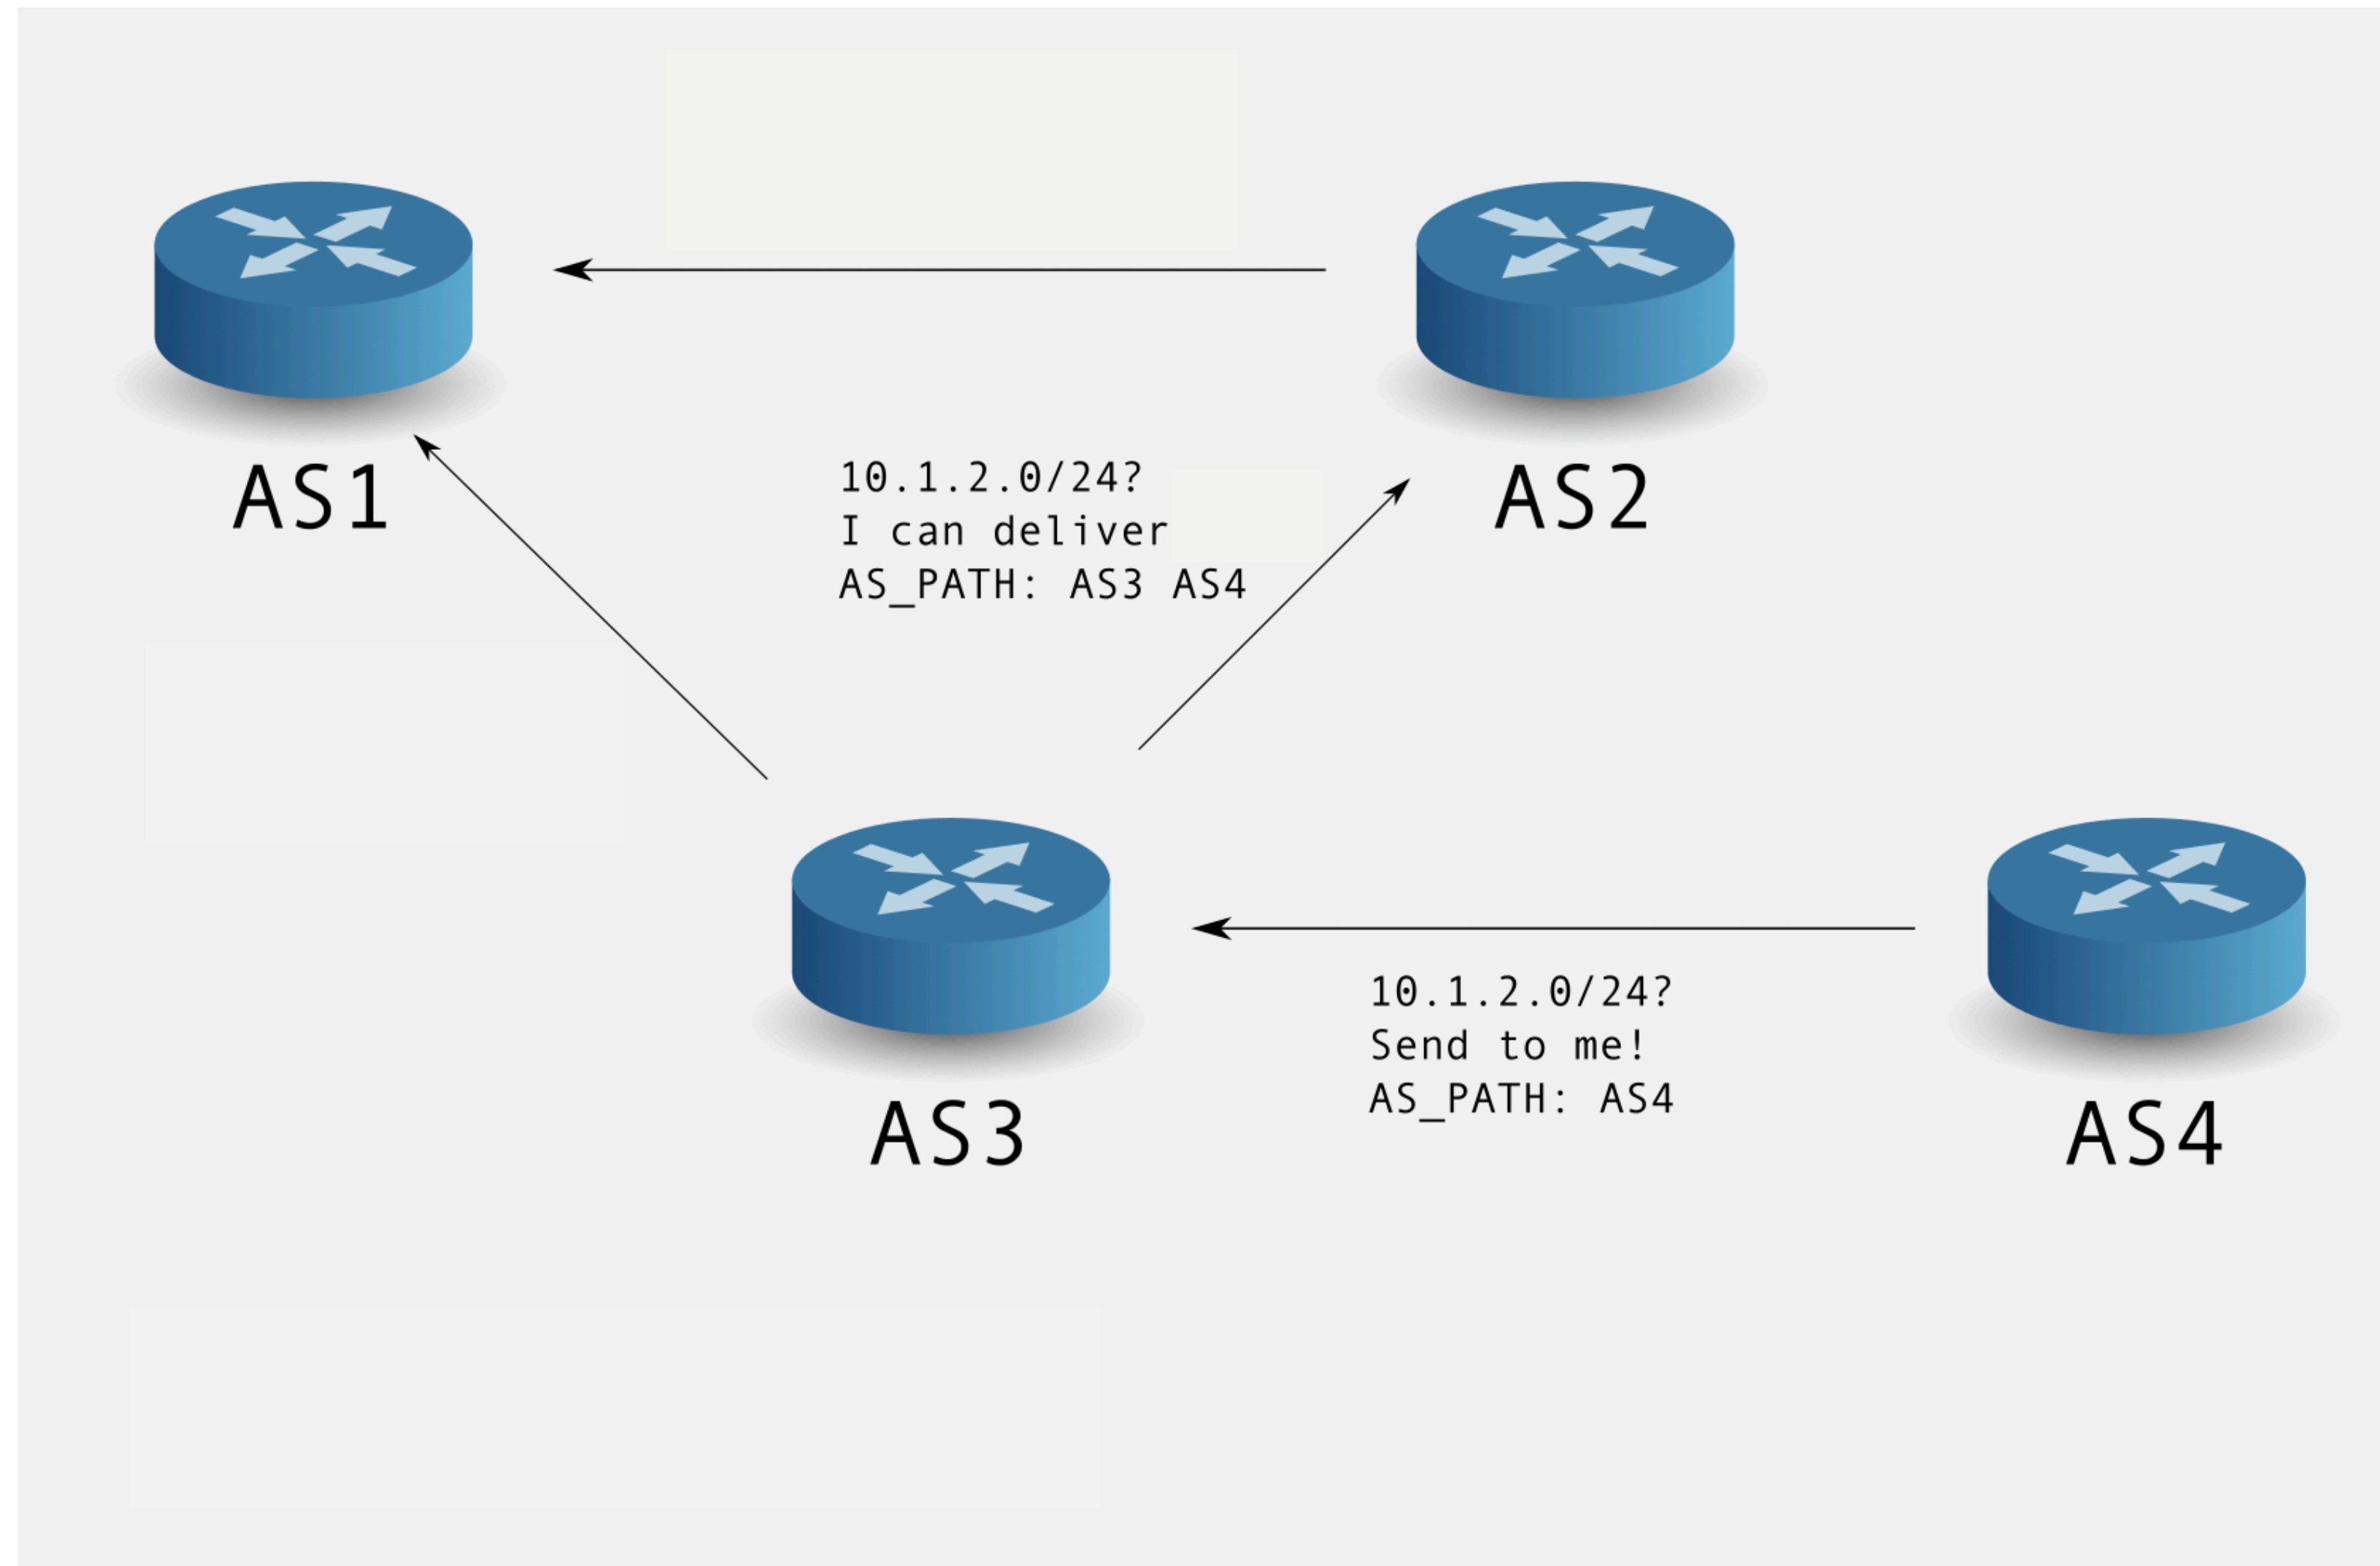 AS1
AS2
10.1.2.0/24?
I can deliver
AS_PATH: AS3 AS4
10.1.2.0/24?
Send to me!
AS_PATH: AS4
AS3
AS4